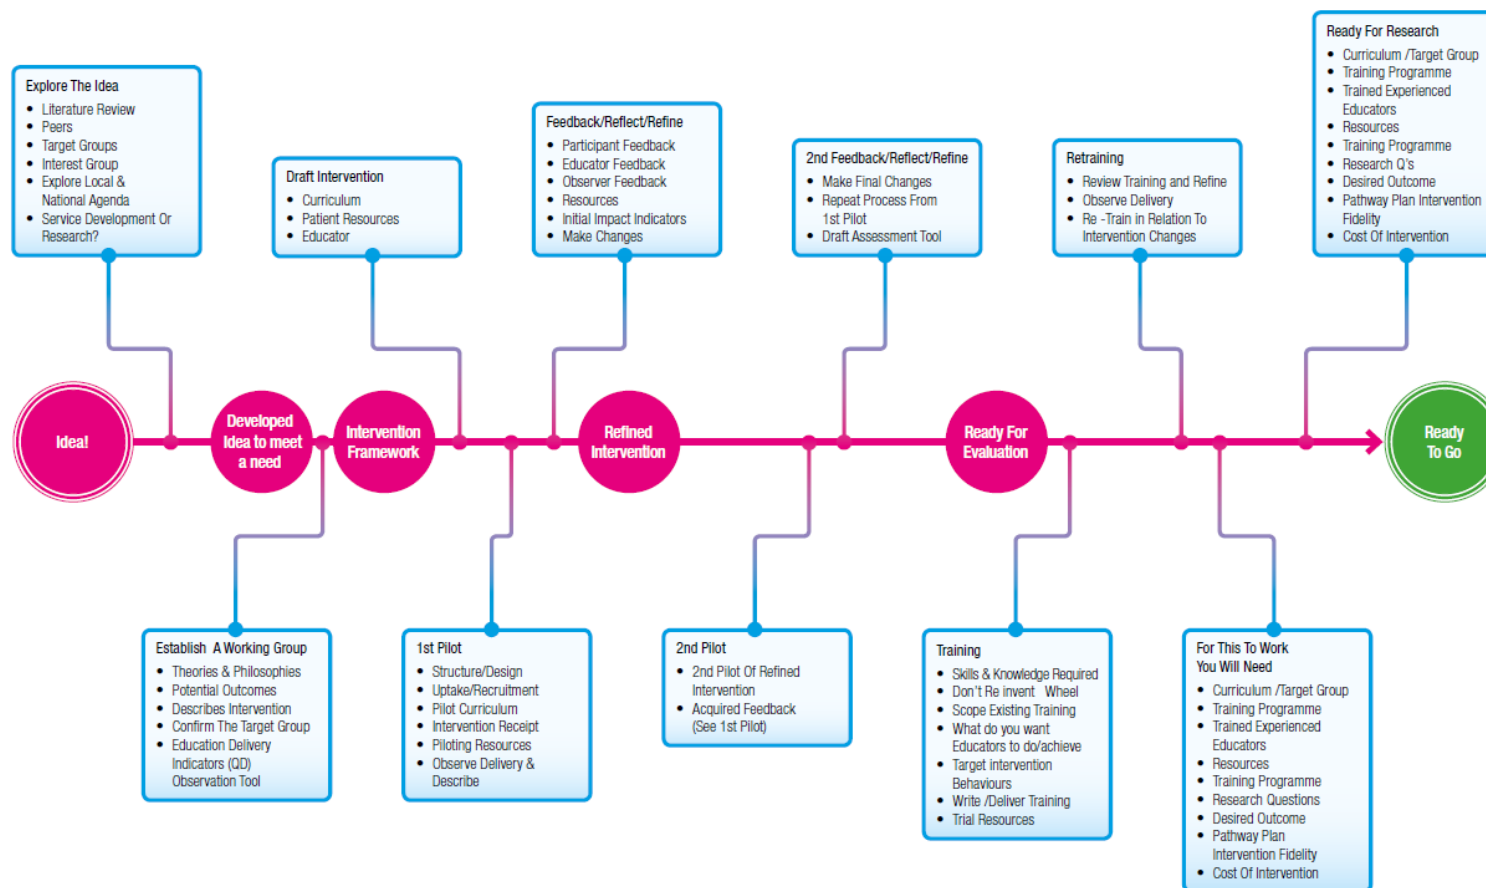 Explore The Idea
• Literature Review
• Peers
• Target Groups
• Interest Group
• Explore Local &
National Agenda
• Service Development Or
Research?
Draft Intervention
• Curriculum
• Patient Resources
• Educator
Feedback/Reflect/Refine
• Participant Feedback
• Educator Feedback
• Observer Feedback
• Resources
• Initial Impact Indicators
• Make Changes
2nd Feedback/Reflect/Refine
• Make Final Changes
• Repeat Process From
1st Pilot
• Draft Assessment Tool
Retraining
• Review Training and Refine
• Observe Delivery
• Re -Train in Relation To
Intervention Changes
Ready For Research
• Curriculum /Target Group
• Training Programme
• Trained Experienced
Educators
• Resources
• Training Programme
• Research Q's
• Desired Outcome
• Pathway Plan Intervention
Fidelity
• Cost Of Intervention
Idea!
Developed
Idea to meet
a need
Intervention
Framework
Refined
Intervention
Ready For
Evaluation
Ready
To Go
Establish A Working Group
• Theories & Philosophies
• Potential Outcomes
• Describes Intervention
• Confirm The Target Group
• Education Delivery
Indicators (QD)
Observation Tool
1st Pilot
• Structure/Design
• Uptake/Recruitment
• Pilot Curriculum
• Intervention Receipt
• Piloting Resources
• Observe Delivery &
Describe
2nd Pilot
• 2nd Pilot Of Refined
Intervention
• Acquired Feedback
(See 1st Pilot)
Training
• Skills & Knowledge Required
• Don't Re invent Wheel
• Scope Existing Training
• What do you want
Educators to do/achieve
• Target intervention
Behaviours
• Write /Deliver Training
• Trial Resources
For This To Work
You Will Need
• Curriculum /Target Group
• Training Programme
• Trained Experienced
Educators
• Resources
• Training Programme
• Research Questions
• Desired Outcome
• Pathway Plan
Intervention Fidelity
• Cost Of Intervention